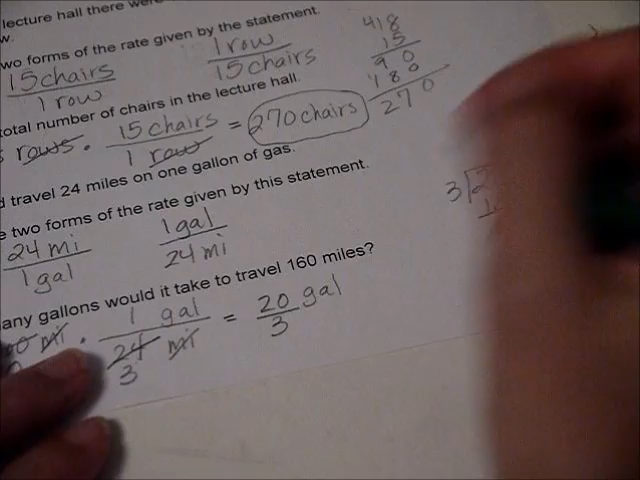 lecture hall there were
w.
wo forms of the rate given by the statement.
15 chairs / 1 row    1 row / 15 chairs
418
15
90
180
270
total number of chairs in the lecture hall.
rows · 15 chairs / 1 row = 270 chairs
d travel 24 miles on one gallon of gas.
e two forms of the rate given by this statement.
24 mi / 1 gal    1 gal / 24 mi
3
any gallons would it take to travel 160 miles?
mi · 1 gal / 24 mi = 20/3 gal
3